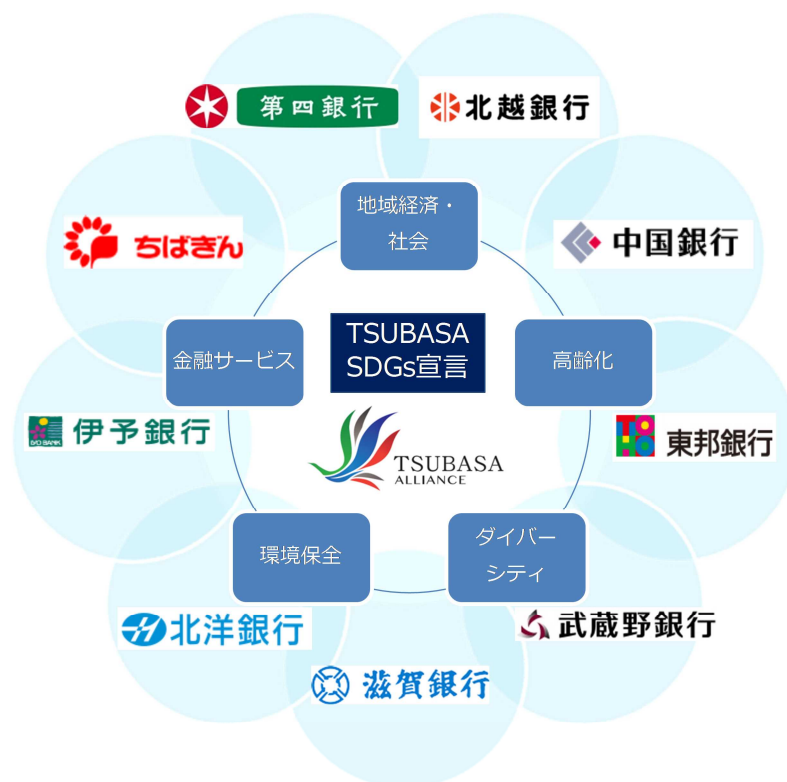 第四銀行
北越銀行
ちばぎん
中国銀行
地域経済・
社会
金融サービス
TSUBASA
SDGs宣言
高齢化
IYO BANK
伊予銀行
TSUBASA
ALLIANCE
TOHO
東邦銀行
環境保全
ダイバー
シティ
北洋銀行
武蔵野銀行
滋賀銀行